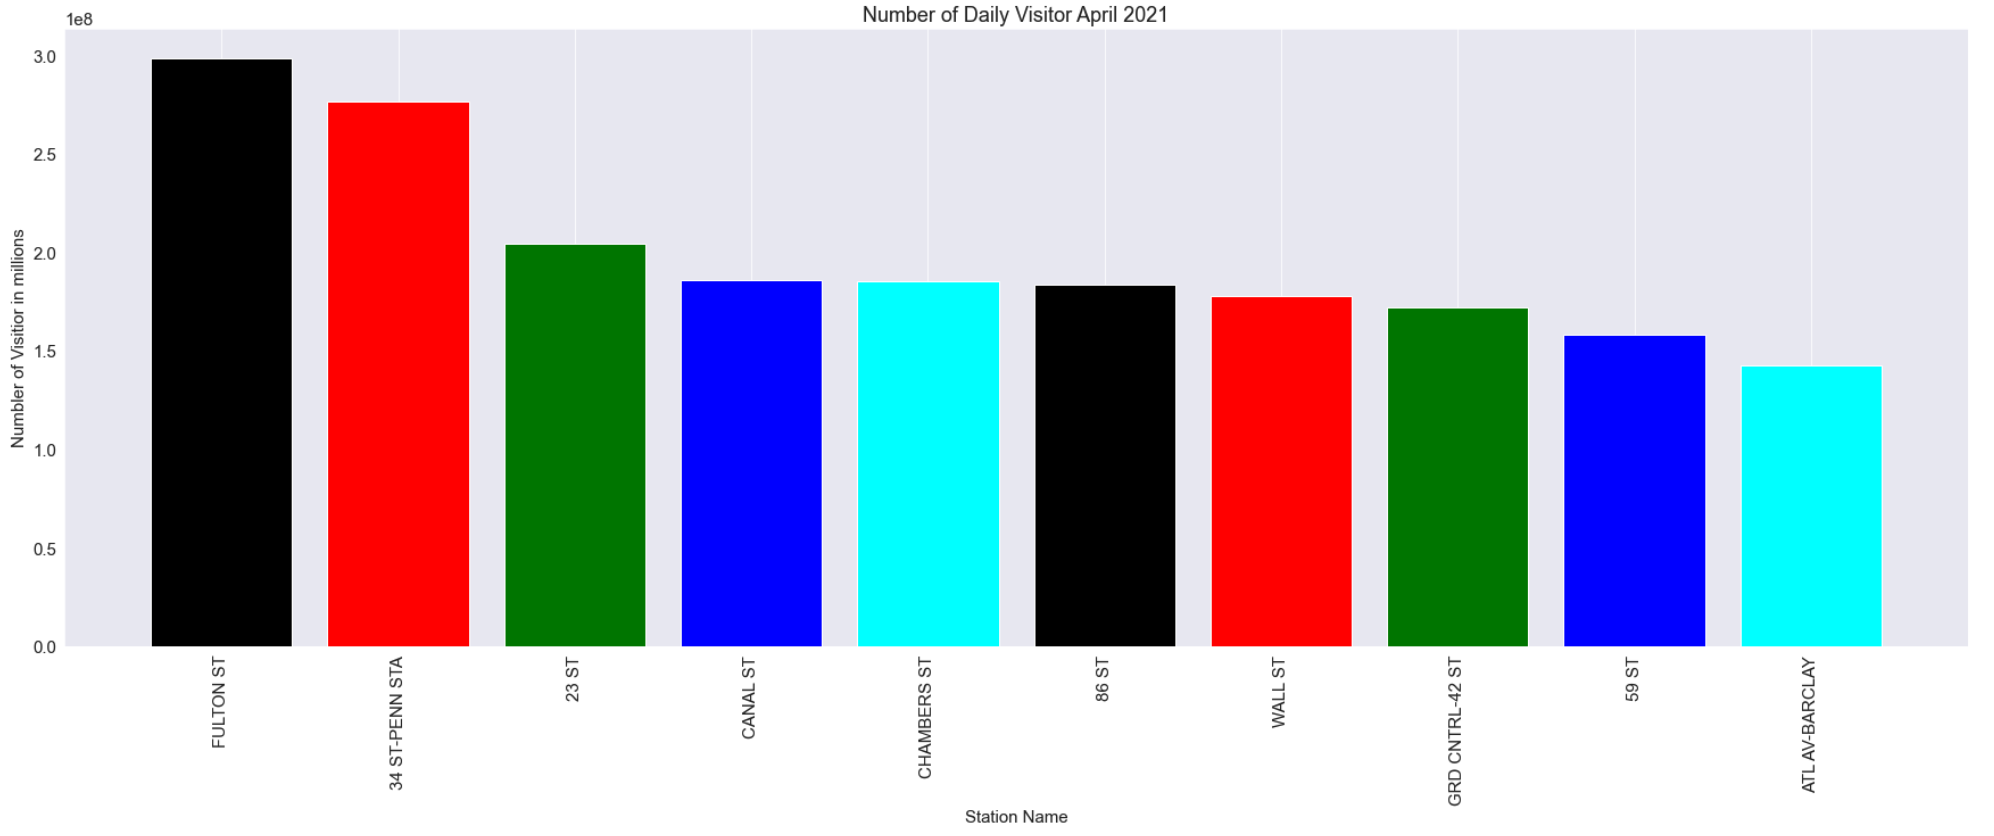 Number of Daily Visitor April 2021
1e8
3.0
2.5
2.0
1.5
1.0
0.5
0.0
Numbler of Visitior in millions
FULTON ST
34 ST-PENN STA
23 ST
CANAL ST
CHAMBERS ST
86 ST
WALL ST
GRD CNTRL-42 ST
59 ST
ATL AV-BARCLAY
Station Name